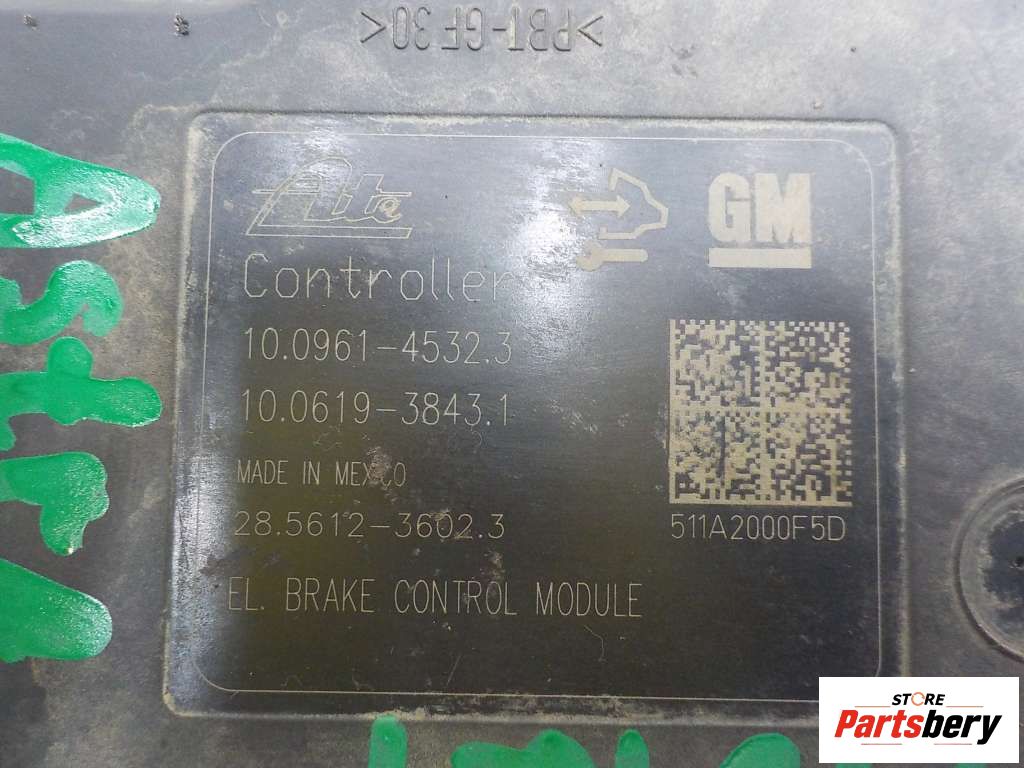 >PBT-GF30<
Ate
GM
Controller
10.0961-4532.3
10.0619-3843.1
MADE IN MEXICO
28.5612-3602.3
511A2000F5D
EL. BRAKE CONTROL MODULE
STORE
Partsbery